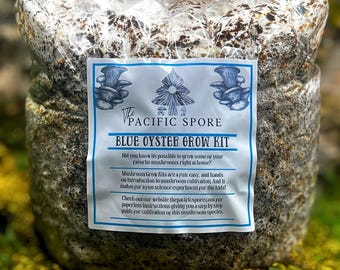 The
PACIFIC SPORE
BLUE OYSTER GROW KIT
Did you know its possible to grow some of your
favorite mushrooms right at home?
Mushroom Grow Kits are a fun, easy, and hands
on introduction to mushroom cultivation. And it
makes for a fun science experiment for the kids!
Check out our website thepacificspore.com for
paperless instructions giving you a step by step
guide for cultivation of this mushroom species.